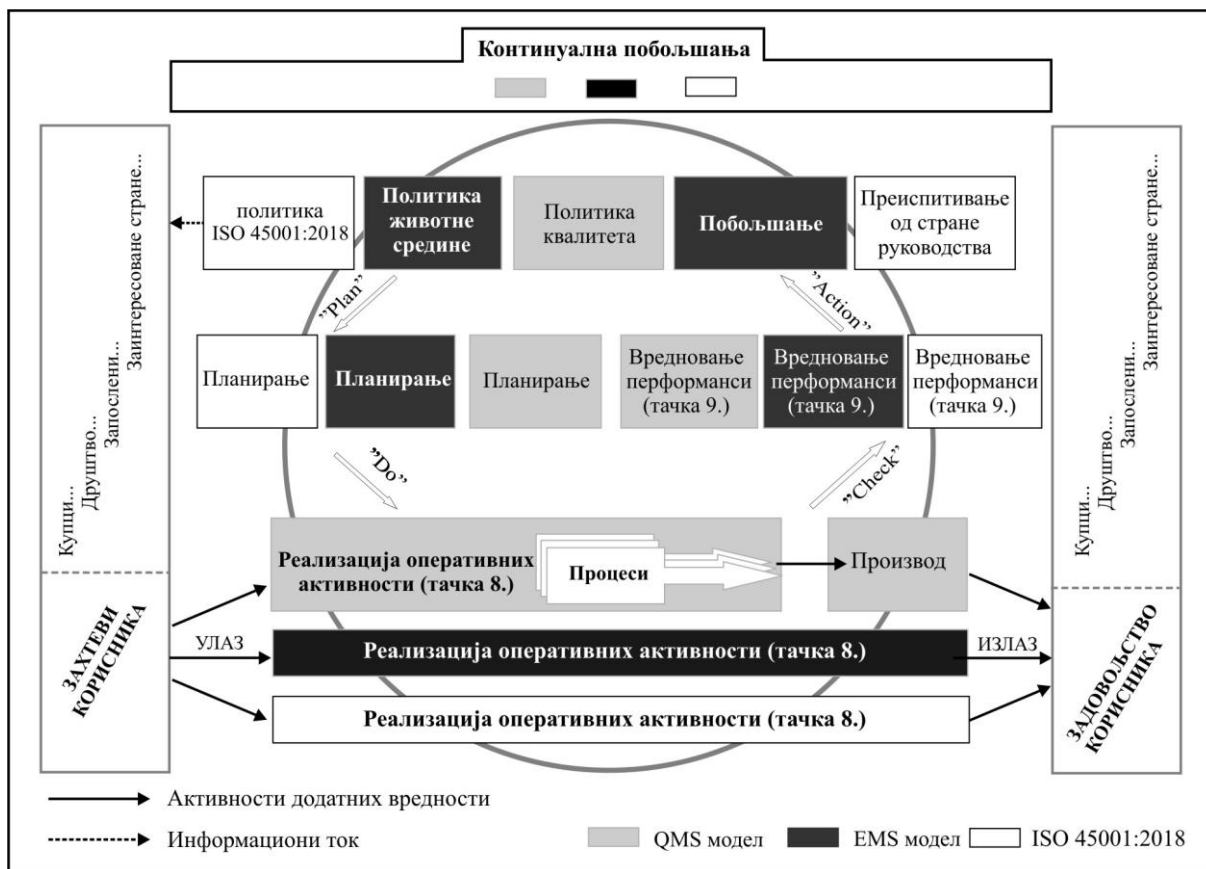 Континуална побољшања
Купци...
Друштво...
Запослени...
Заинтересоване стране...
ЗАХТЕВИ
КОРИСНИКА
политика
ISO 45001:2018
Политика
животне
средине
Политика
квалитета
Побољшање
Преиспитивање
од стране
руководства
"Plan"
"Action"
Планирање
Планирање
Планирање
Вредновање
перформанси
(тачка 9.)
Вредновање
перформанси
(тачка 9.)
Вредновање
перформанси
(тачка 9.)
"Do"
"Check"
Реализација оперативних
активности (тачка 8.)
Процеси
Производ
УЛАЗ
Реализација оперативних активности (тачка 8.)
ИЗЛАЗ
Реализација оперативних активности (тачка 8.)
Купци...
Друштво...
Запослени...
Заинтересоване стране...
ЗАДОВОЉСТВО
КОРИСНИКА
Активности додатних вредности
Информациони ток
QMS модел
EMS модел
ISO 45001:2018